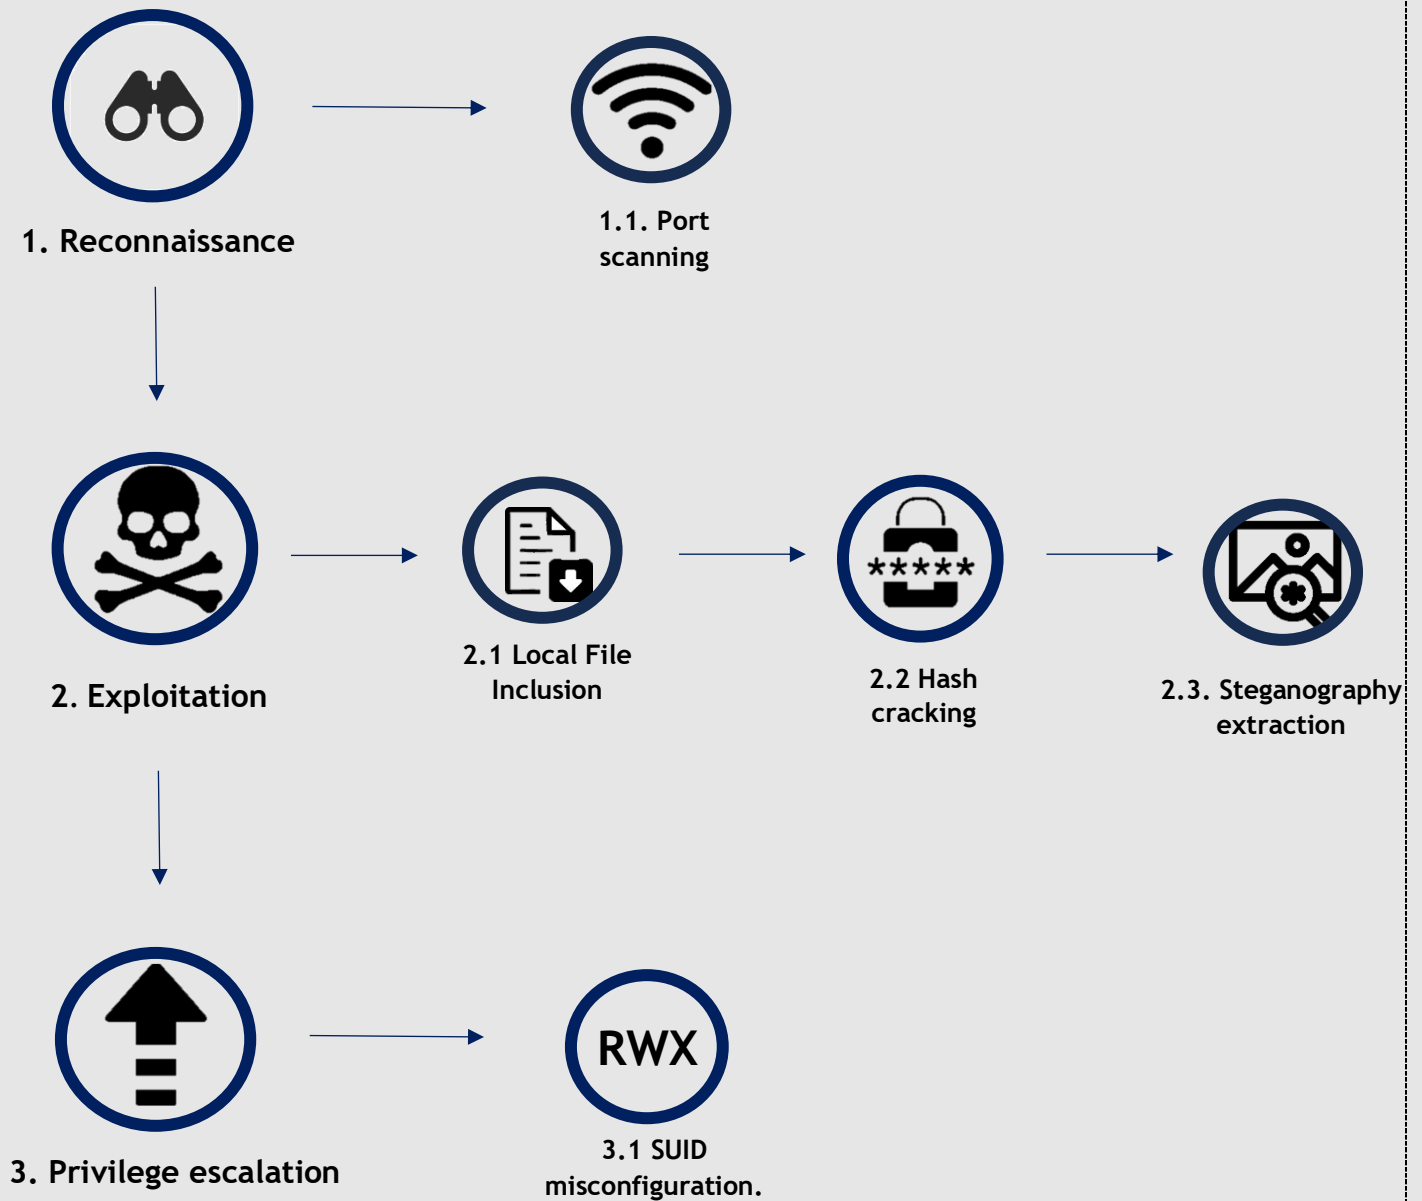 1. Reconnaissance
1.1. Port
scanning
2. Exploitation
2.1 Local File
Inclusion
*****
2.2 Hash
cracking
2.3. Steganography
extraction
3. Privilege escalation
RWX
3.1 SUID
misconfiguration.